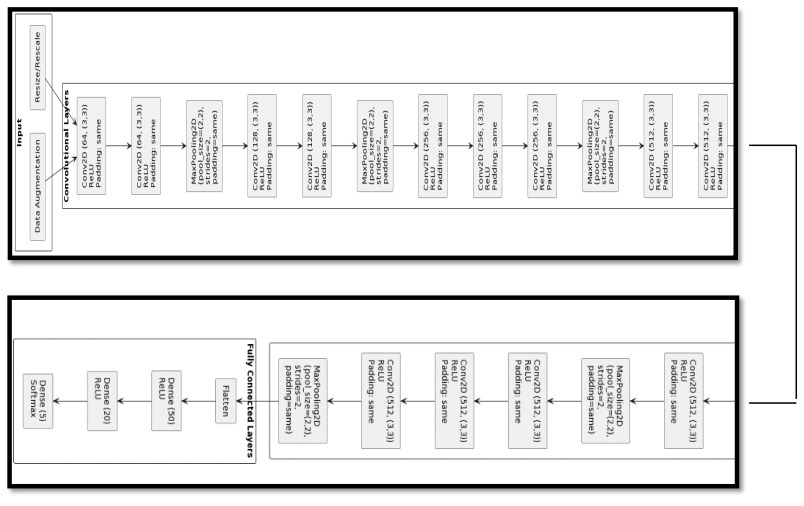 Input
Resize/Rescale
Data Augmentation
Convolutional Layers
Conv2D (64, (3,3))
ReLU
Padding: same
Conv2D (64, (3,3))
ReLU
Padding: same
MaxPooling2D
(pool_size=(2,2),
strides=2,
padding=same)
Conv2D (128, (3,3))
ReLU
Padding: same
Conv2D (128, (3,3))
ReLU
Padding: same
MaxPooling2D
(pool_size=(2,2),
strides=2,
padding=same)
Conv2D (256, (3,3))
ReLU
Padding: same
Conv2D (256, (3,3))
ReLU
Padding: same
Conv2D (256, (3,3))
ReLU
Padding: same
MaxPooling2D
(pool_size=(2,2),
strides=2,
padding=same)
Conv2D (512, (3,3))
ReLU
Padding: same
Conv2D (512, (3,3))
ReLU
Padding: same
Conv2D (512, (3,3))
ReLU
Padding: same
MaxPooling2D
(pool_size=(2,2),
strides=2,
padding=same)
Conv2D (512, (3,3))
ReLU
Padding: same
Conv2D (512, (3,3))
ReLU
Padding: same
Conv2D (512, (3,3))
ReLU
Padding: same
MaxPooling2D
(pool_size=(2,2),
strides=2,
padding=same)
Fully Connected Layers
Flatten
Dense (50)
ReLU
Dense (20)
ReLU
Dense (5)
Softmax